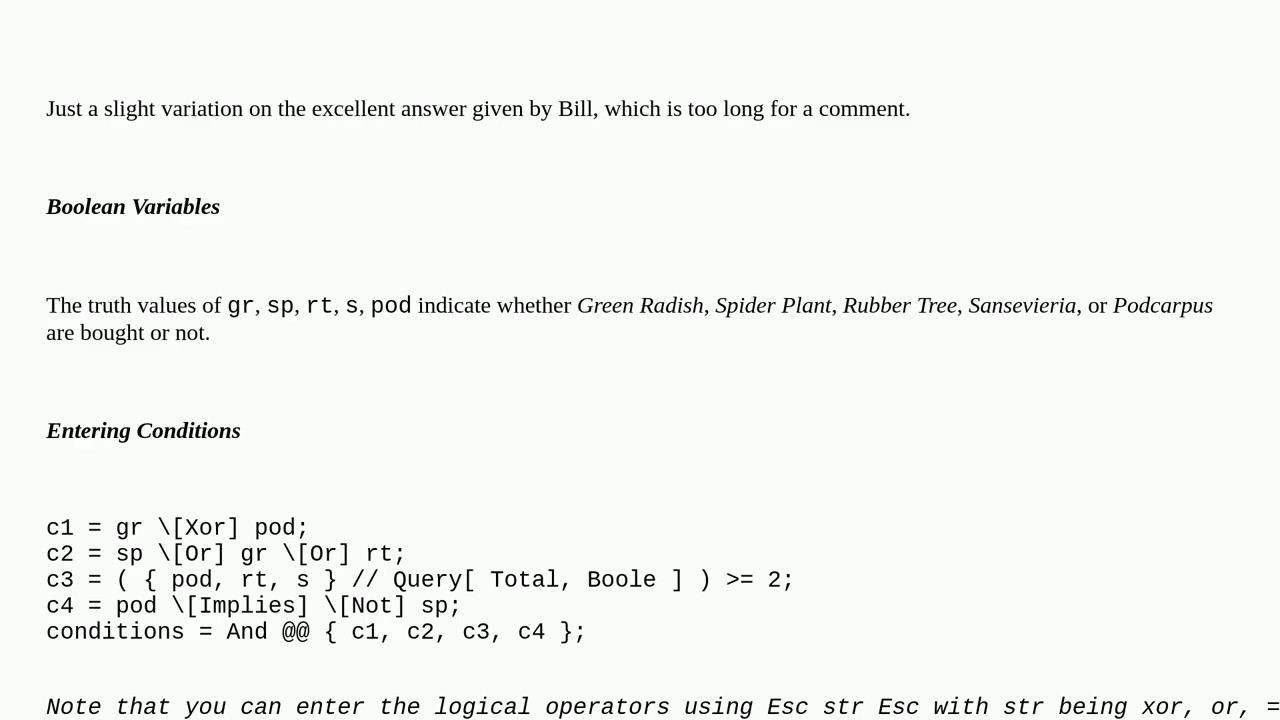 Just a slight variation on the excellent answer given by Bill, which is too long for a comment.
Boolean Variables
The truth values of gr, sp, rt, s, pod indicate whether Green Radish, Spider Plant, Rubber Tree, Sansevieria, or Podcarpus
are bought or not.
Entering Conditions
c1 = gr \[Xor] pod;
c2 = sp \[Or] gr \[Or] rt;
c3 = ( { pod, rt, s } // Query[ Total, Boole ] ) >= 2;
c4 = pod \[Implies] \[Not] sp;
conditions = And @@ { c1, c2, c3, c4 };
Note that you can enter the logical operators using Esc str Esc with str being xor, or, =